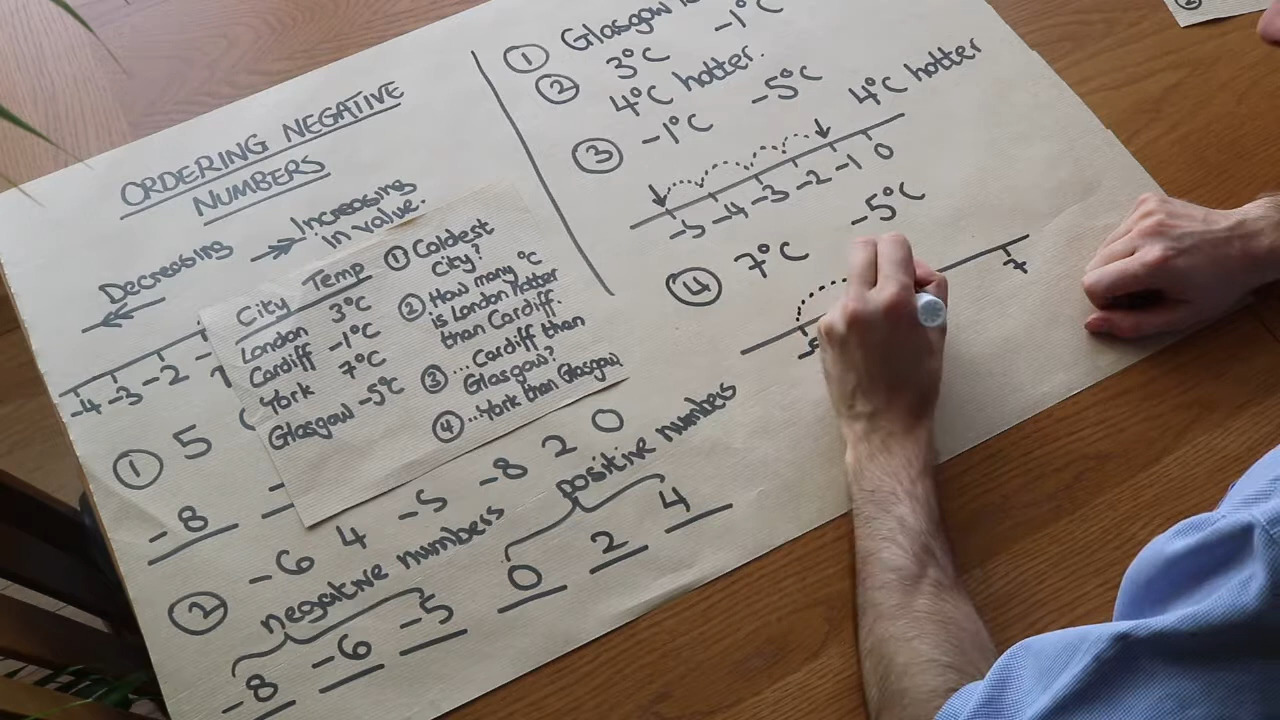 ORDERING NEGATIVE
NUMBERS
Decreasing
Increasing
in value.
-4 -3 -2
① 5
-8
City Temp
London 3°C
Cardiff -1°C
York 7°C
Glasgow -5°C
① Coldest
City?
② How many °C
is London hotter
than Cardiff.
③ ...Cardiff than
Glasgow?
④ ...York than Glasgow
② -6 4 -5 -8 2 0
negative numbers positive numbers
-8 -6 -5 0 2 4
① Glasgow
② 3°C -1°C
4°C hotter.
③ -1°C -5°C 4°C hotter
-5 -4 -3 -2 -1 0
④ 7°C -5°C
7